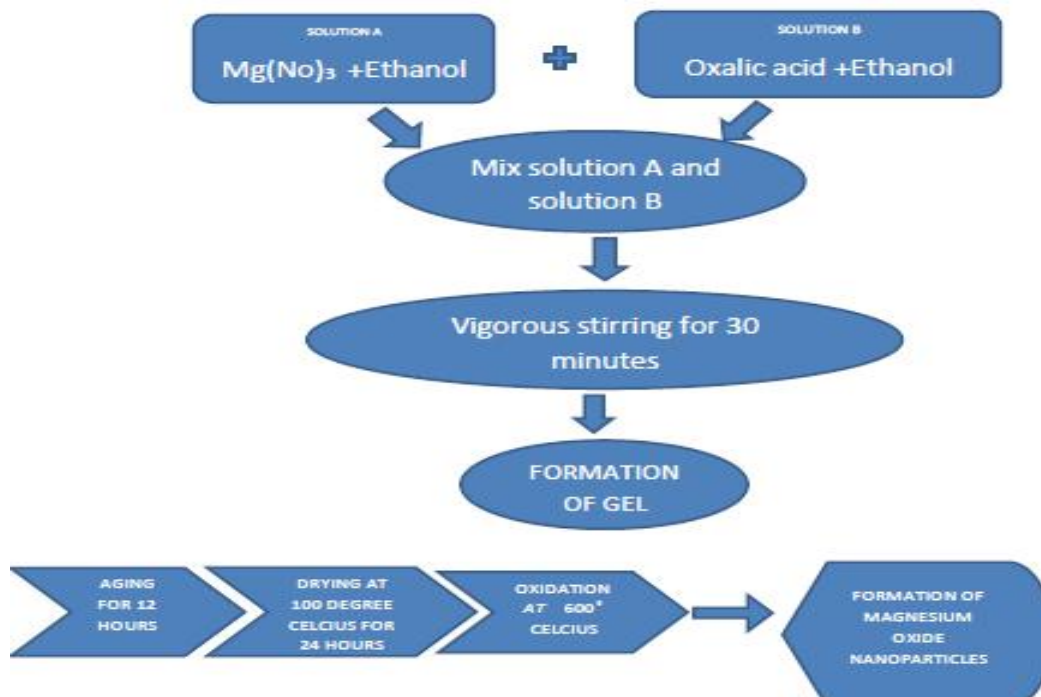 SOLUTION A
Mg(No)₃ +Ethanol
SOLUTION B
Oxalic acid +Ethanol
Mix solution A and
solution B
Vigorous stirring for 30
minutes
FORMATION
OF GEL
AGING
FOR 12
HOURS
DRYING AT
100 DEGREE
CELCIUS FOR
24 HOURS
OXIDATION
AT 600°
CELCIUS
FORMATION OF
MAGNESIUM
OXIDE
NANOPARTICLES